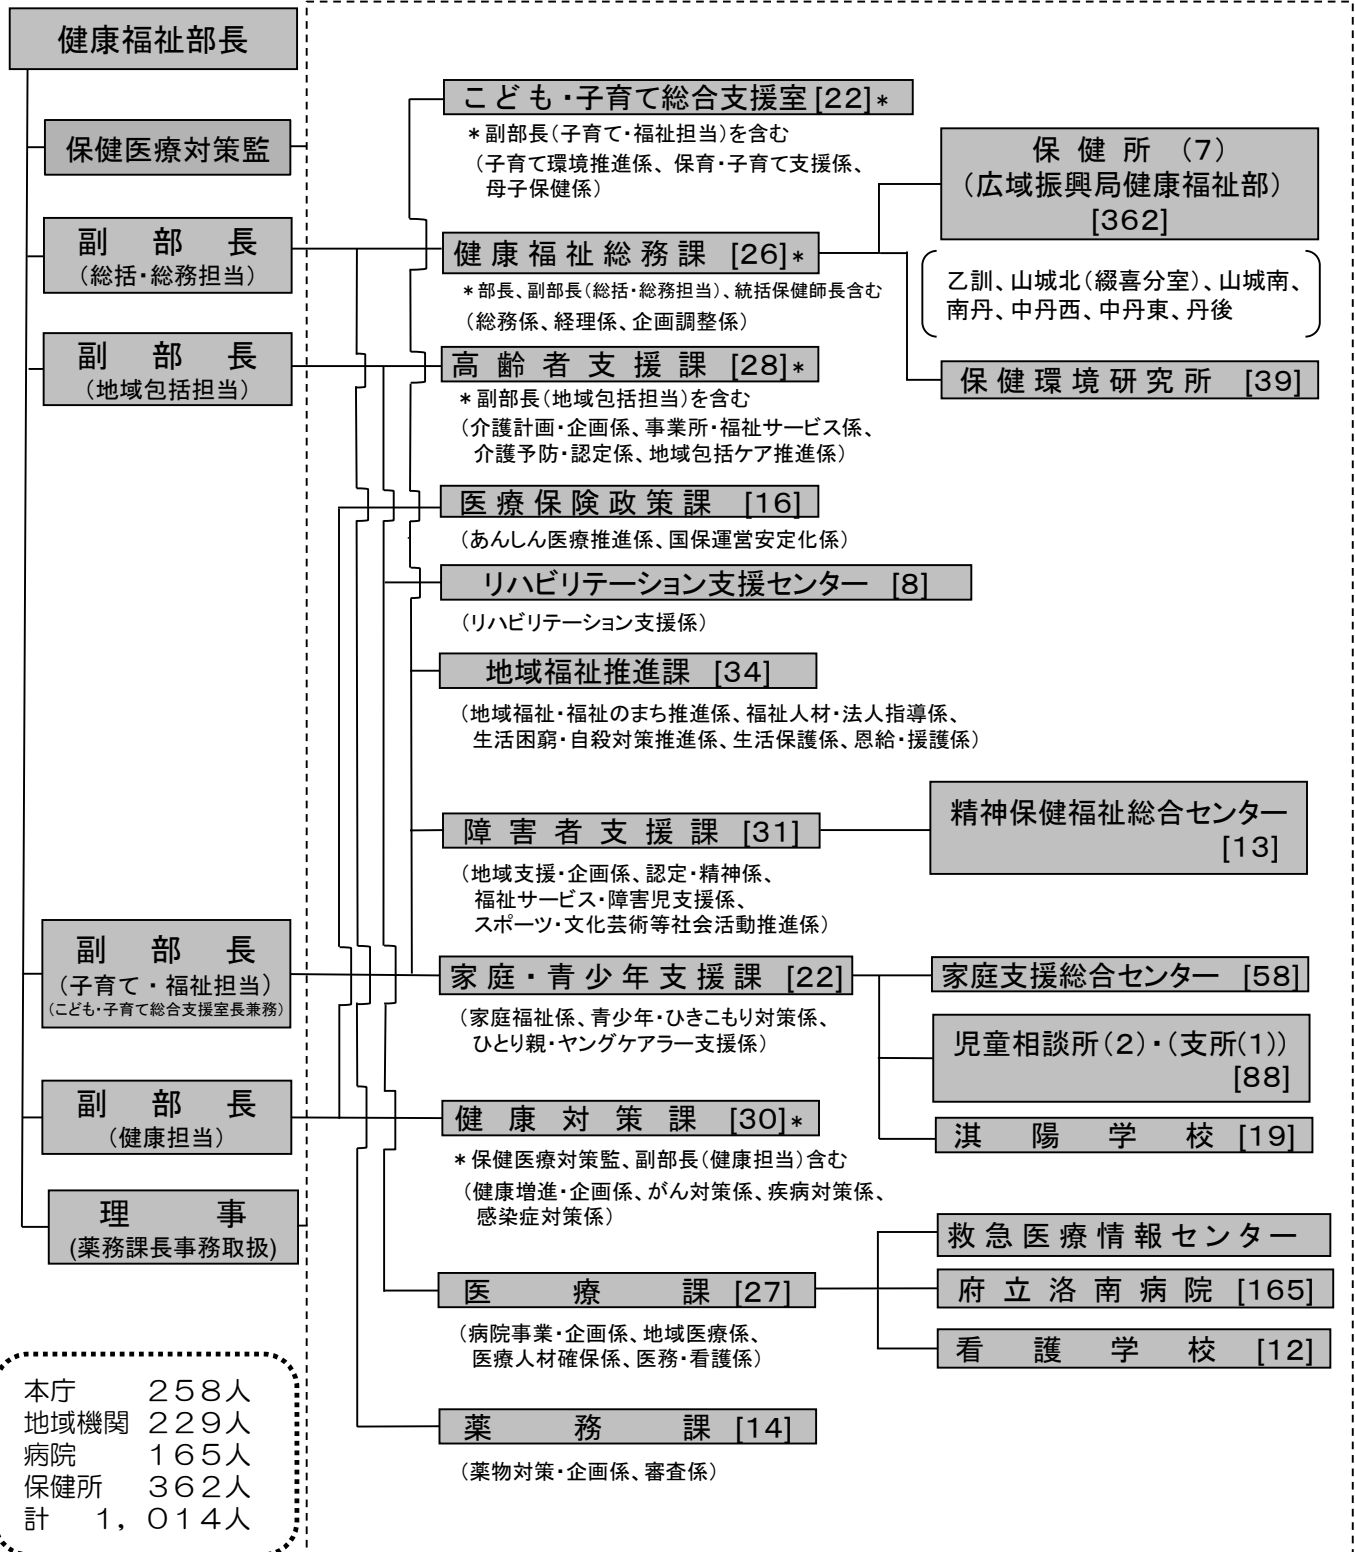 健康福祉部長
保健医療対策監
副部長
（総括・総務担当）
副部長
（地域包括担当）
副部長
（子育て・福祉担当）
（こども・子育て総合支援室長兼務）
副部長
（健康担当）
理事
(薬務課長事務取扱)
本庁 258人
地域機関 229人
病院 165人
保健所 362人
計 1，014人
こども・子育て総合支援室[22]*
*副部長（子育て・福祉担当）を含む
（子育て環境推進係、保育・子育て支援係、
母子保健係）
健康福祉総務課 [26]*
*部長、副部長（総括・総務担当）、統括保健師長含む
（総務係、経理係、企画調整係）
高齢者支援課 [28]*
*副部長（地域包括担当）を含む
（介護計画・企画係、事業所・福祉サービス係、
介護予防・認定係、地域包括ケア推進係）
医療保険政策課 [16]
（あんしん医療推進係、国保運営安定化係）
リハビリテーション支援センター [8]
（リハビリテーション支援係）
地域福祉推進課 [34]
（地域福祉・福祉のまち推進係、福祉人材・法人指導係、
生活困窮・自殺対策推進係、生活保護係、恩給・援護係）
障害者支援課 [31]
（地域支援・企画係、認定・精神係、
福祉サービス・障害児支援係、
スポーツ・文化芸術等社会活動推進係）
家庭・青少年支援課 [22]
（家庭福祉係、青少年・ひきこもり対策係、
ひとり親・ヤングケアラー支援係）
健康対策課 [30]*
*保健医療対策監、副部長（健康担当）含む
（健康増進・企画係、がん対策係、疾病対策係、
感染症対策係）
医療課 [27]
（病院事業・企画係、地域医療係、
医療人材確保係、医務・看護係）
薬務課 [14]
（薬物対策・企画係、審査係）
保健所（7）
（広域振興局健康福祉部）
[362]
乙訓、山城北（綴喜分室）、山城南、
南丹、中丹西、中丹東、丹後
保健環境研究所 [39]
精神保健福祉総合センター
[13]
家庭支援総合センター [58]
児童相談所（2）・（支所(1)）
[88]
淇陽学校 [19]
救急医療情報センター
府立洛南病院 [165]
看護学校 [12]